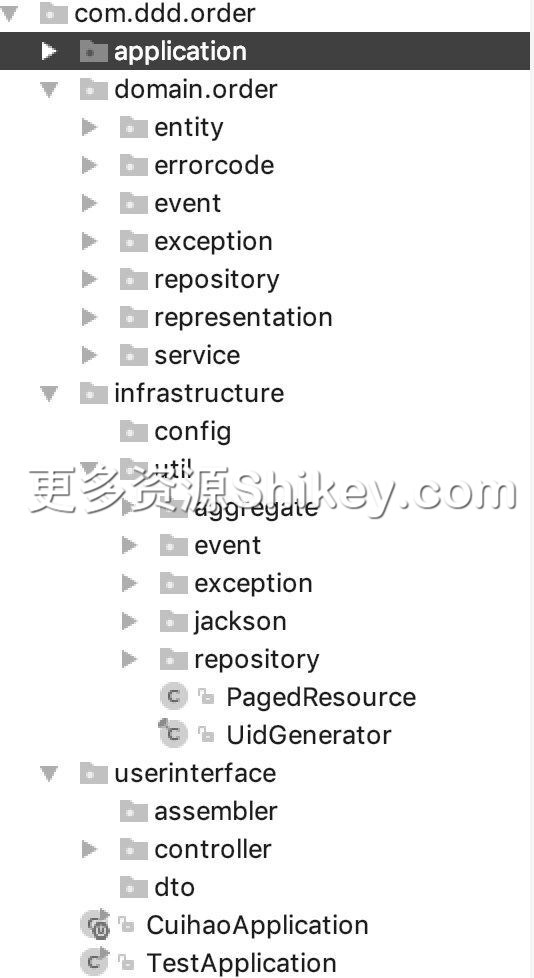 com.ddd.order
application
domain.order
entity
errorcode
event
exception
repository
representation
service
infrastructure
config
util
更多资源Shikey.com
aggregate
event
exception
jackson
repository
C PagedResource
C UidGenerator
userinterface
assembler
controller
dto
CuihaoApplication
C TestApplication